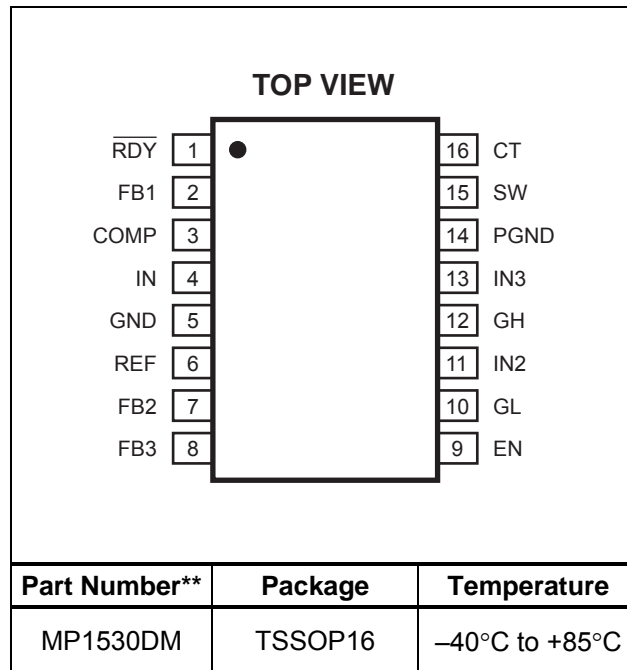 TOP VIEW
RDY 1 16 CT
FB1 2 15 SW
COMP 3 14 PGND
IN 4 13 IN3
GND 5 12 GH
REF 6 11 IN2
FB2 7 10 GL
FB3 8 9 EN
Part Number** Package Temperature
MP1530DM TSSOP16 –40°C to +85°C